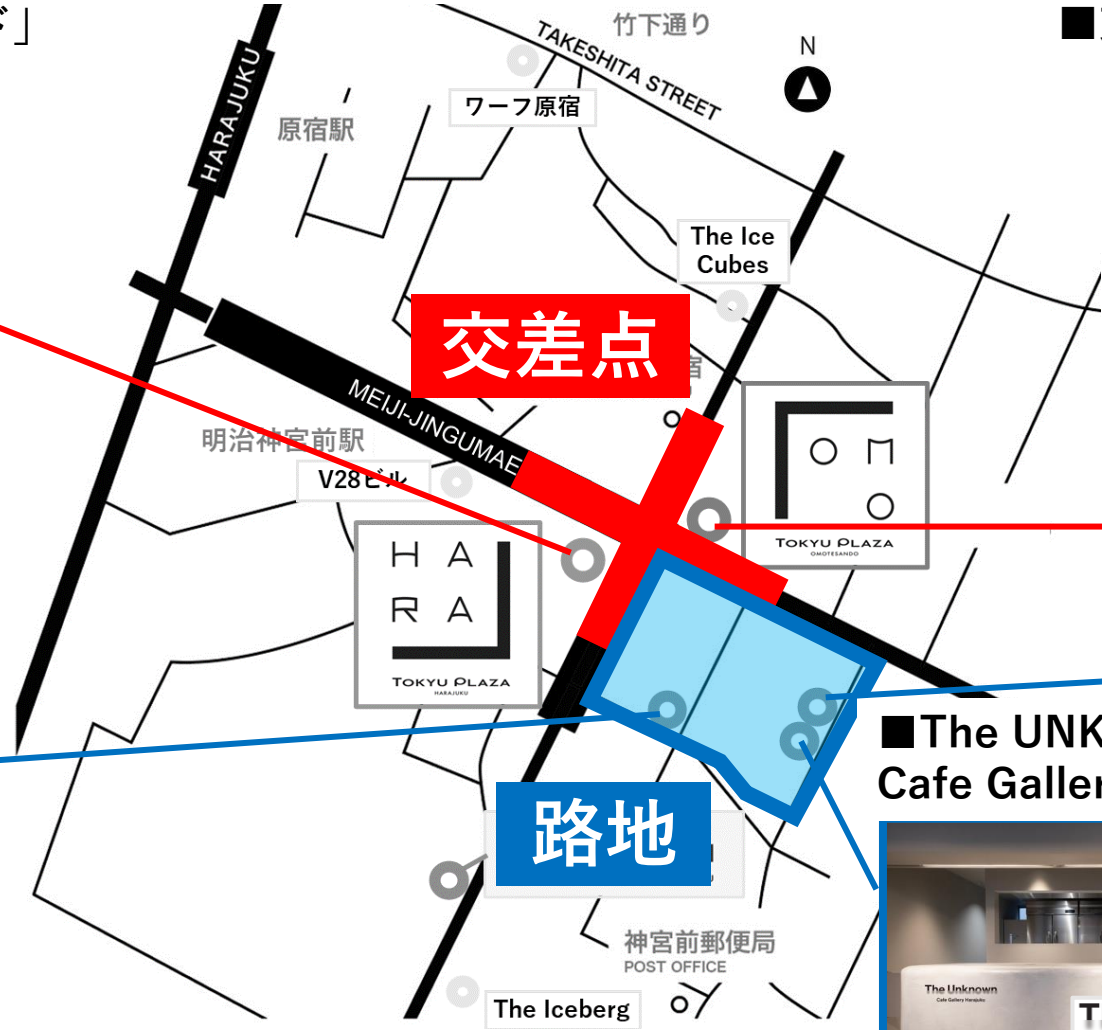 ド」
■
竹下通り
TAKESHITA STREET
N
HARAJUKU
ワーフ原宿
原宿駅
The Ice
Cubes
交差点
宿
MEIJI-JINGUMAE
明治神宮前駅
V28ビル
OM
O
TOKYU PLAZA
OMOTESANDO
HA
RA
TOKYU PLAZA
HARAJUKU
■The UNK
Cafe Galler
路地
神宮前郵便局
POST OFFICE
The Iceberg
The Unknown
Cafe Gallery Harajuku
T